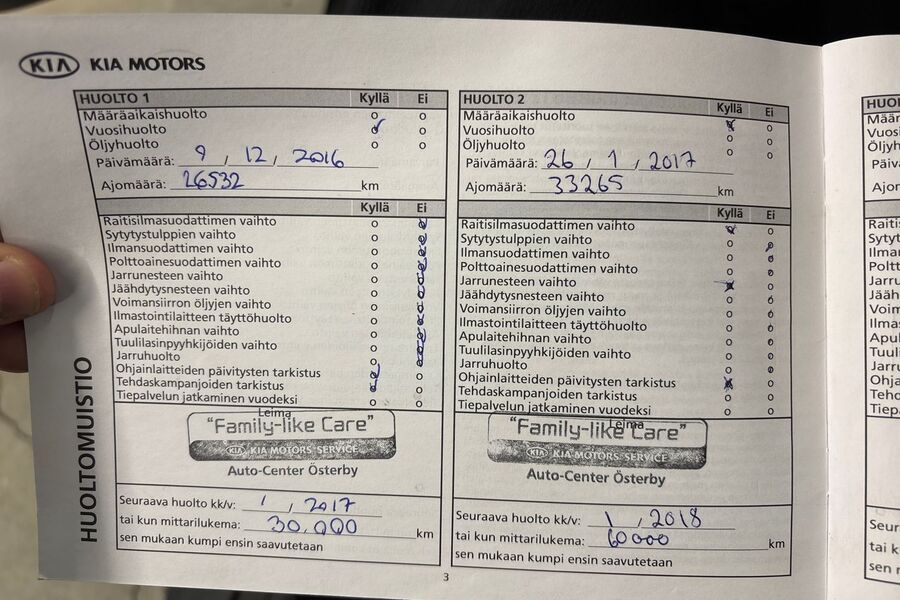 KIA KIA MOTORS
HUOLTO 1 Kyllä Ei
Määräaikaishuolto
Vuosihuolto
Öljyhuolto
Päivämäärä: 9, 12, 2016
Ajomäärä: 26532 km
Kyllä Ei
Raitisilmasuodattimen vaihto
Sytytystulppien vaihto
Ilmansuodattimen vaihto
Polttoainesuodattimen vaihto
Jarrunesteen vaihto
Jäähdytysnesteen vaihto
Voimansiirron öljyjen vaihto
Ilmastointilaitteen täyttöhuolto
Apulaitehihnan vaihto
Tuulilasinpyyhkijöiden vaihto
Jarruhuolto
Ohjainlaitteiden päivitysten tarkistus
Tehdaskampanjoiden tarkistus
Tiepalvelun jatkaminen vuodeksi
Leima
"Family-like Care"
KIA KIA MOTORS SERVICE
Auto-Center Österby
Seuraava huolto kk/v: 1, 2017
tai kun mittarilukema: 30.000 km
sen mukaan kumpi ensin saavutetaan
HUOLTO 2 Kyllä Ei
Määräaikaishuolto
Vuosihuolto
Öljyhuolto
Päivämäärä: 26, 1, 2017
Ajomäärä: 33265 km
Kyllä Ei
Raitisilmasuodattimen vaihto
Sytytystulppien vaihto
Ilmansuodattimen vaihto
Polttoainesuodattimen vaihto
Jarrunesteen vaihto
Jäähdytysnesteen vaihto
Voimansiirron öljyjen vaihto
Ilmastointilaitteen täyttöhuolto
Apulaitehihnan vaihto
Tuulilasinpyyhkijöiden vaihto
Jarruhuolto
Ohjainlaitteiden päivitysten tarkistus
Tehdaskampanjoiden tarkistus
Tiepalvelun jatkaminen vuodeksi
Leima
"Family-like Care"
KIA KIA MOTORS SERVICE
Auto-Center Österby
Seuraava huolto kk/v: 1, 2018
tai kun mittarilukema: 60000 km
sen mukaan kumpi ensin saavutetaan
HUOLTOMUISTIO
3